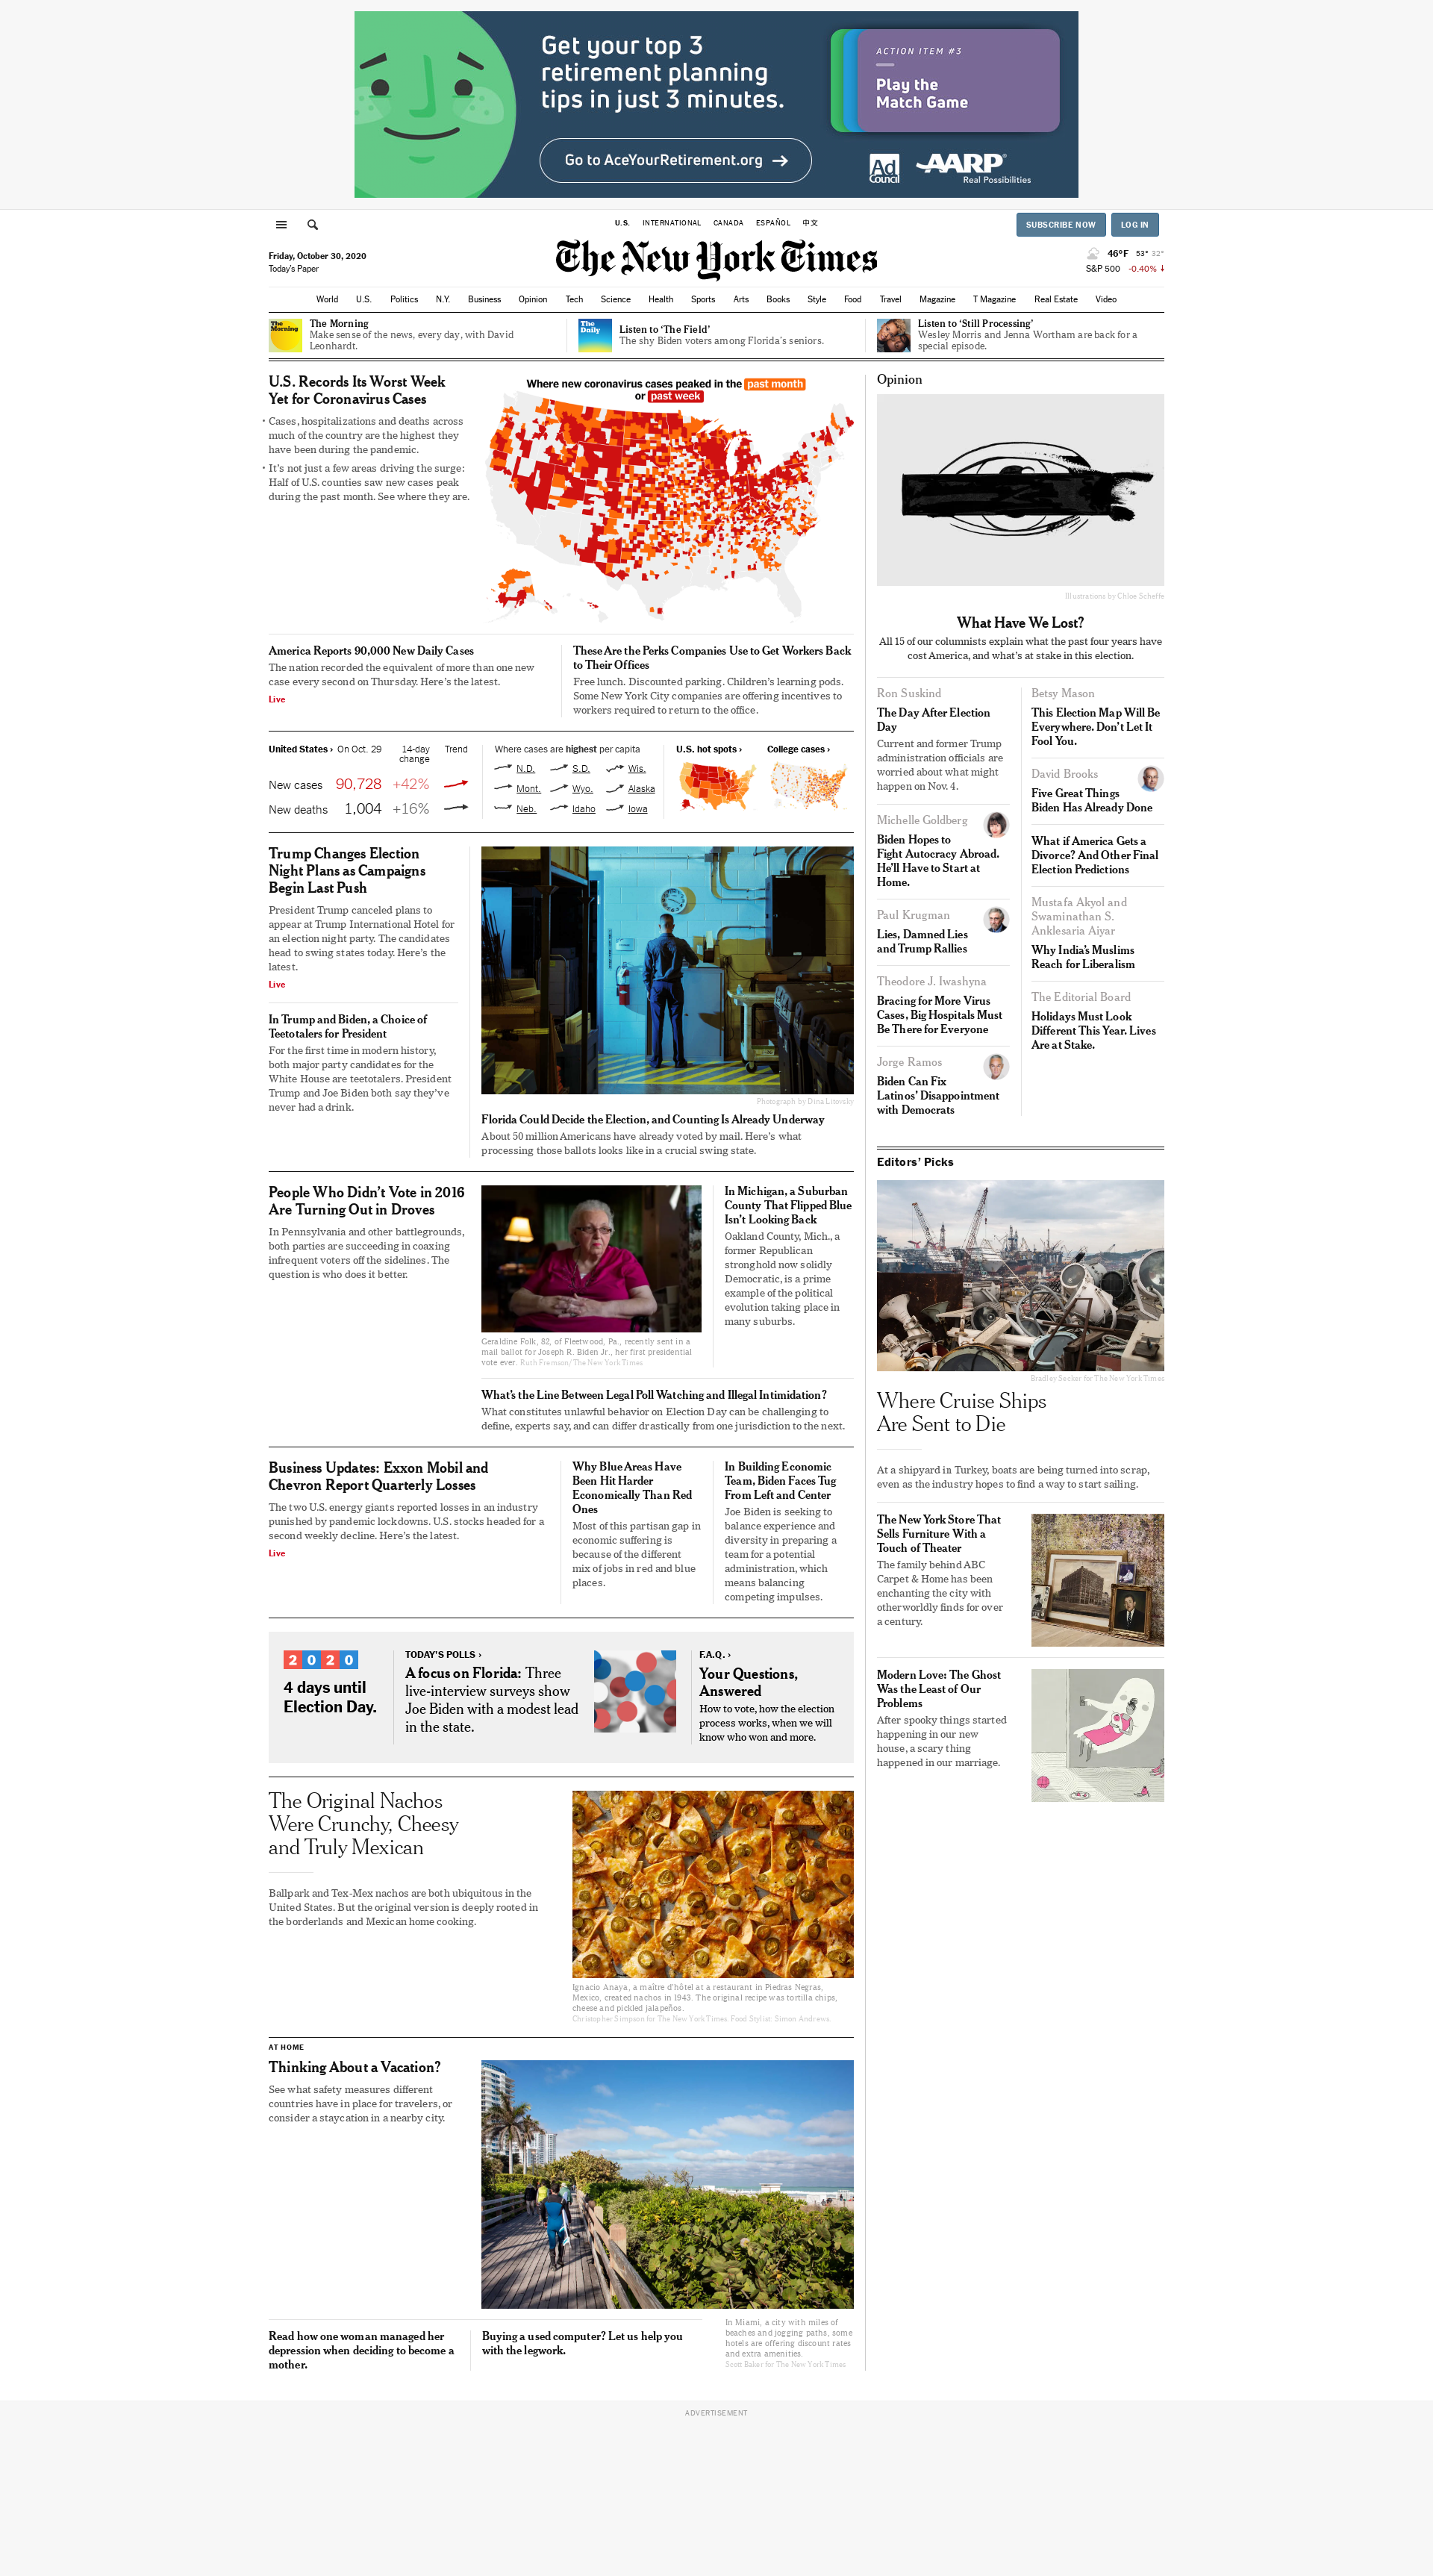 Get your top 3
retirement planning
tips in just 3 minutes.
Go to AceYourRetirement.org
ACTION ITEM #3
Play the
Match Game
Ad
Council
AARP®
Real Possibilities
U.S.
INTERNATIONAL
CANADA
ESPAÑOL
中文
SUBSCRIBE NOW
LOG IN
Friday, October 30, 2020
Today's Paper
The New York Times
46°F 53° 32°
S&P 500 -0.40%
World U.S. Politics N.Y. Business Opinion Tech Science Health Sports Arts Books Style Food Travel Magazine T Magazine Real Estate Video
The
Morning
The Morning
Make sense of the news, every day, with David
Leonhardt.
The
Daily
Listen to ‘The Field’
The shy Biden voters among Florida's seniors.
Listen to ‘Still Processing’
Wesley Morris and Jenna Wortham are back for a
special episode.
U.S. Records Its Worst Week
Yet for Coronavirus Cases
Cases, hospitalizations and deaths across
much of the country are the highest they
have been during the pandemic.
It's not just a few areas driving the surge:
Half of U.S. counties saw new cases peak
during the past month. See where they are.
Where new coronavirus cases peaked in the past month
or past week
America Reports 90,000 New Daily Cases
The nation recorded the equivalent of more than one new
case every second on Thursday. Here's the latest.
Live
These Are the Perks Companies Use to Get Workers Back
to Their Offices
Free lunch. Discounted parking. Children's learning pods.
Some New York City companies are offering incentives to
workers required to return to the office.
United States › On Oct. 29 14-day
change Trend
New cases 90,728 +42%
New deaths 1,004 +16%
Where cases are highest per capita
N.D. S.D. Wis.
Mont. Wyo. Alaska
Neb. Idaho Iowa
U.S. hot spots ›
College cases ›
Trump Changes Election
Night Plans as Campaigns
Begin Last Push
President Trump canceled plans to
appear at Trump International Hotel for
an election night party. The candidates
head to swing states today. Here's the
latest.
Live
In Trump and Biden, a Choice of
Teetotalers for President
For the first time in modern history,
both major party candidates for the
White House are teetotalers. President
Trump and Joe Biden both say they've
never had a drink.
Photograph by Dina Litovsky
Florida Could Decide the Election, and Counting Is Already Underway
About 50 million Americans have already voted by mail. Here's what
processing those ballots looks like in a crucial swing state.
People Who Didn't Vote in 2016
Are Turning Out in Droves
In Pennsylvania and other battlegrounds,
both parties are succeeding in coaxing
infrequent voters off the sidelines. The
question is who does it better.
Geraldine Folk, 82, of Fleetwood, Pa., recently sent in a
mail ballot for Joseph R. Biden Jr., her first presidential
vote ever. Ruth Fremson/The New York Times
In Michigan, a Suburban
County That Flipped Blue
Isn't Looking Back
Oakland County, Mich., a
former Republican
stronghold now solidly
Democratic, is a prime
example of the political
evolution taking place in
many suburbs.
What's the Line Between Legal Poll Watching and Illegal Intimidation?
What constitutes unlawful behavior on Election Day can be challenging to
define, experts say, and can differ drastically from one jurisdiction to the next.
Business Updates: Exxon Mobil and
Chevron Report Quarterly Losses
The two U.S. energy giants reported losses in an industry
punished by pandemic lockdowns. U.S. stocks headed for a
second weekly decline. Here's the latest.
Live
Why Blue Areas Have
Been Hit Harder
Economically Than Red
Ones
Most of this partisan gap in
economic suffering is
because of the different
mix of jobs in red and blue
places.
In Building Economic
Team, Biden Faces Tug
From Left and Center
Joe Biden is seeking to
balance experience and
diversity in preparing a
team for a potential
administration, which
means balancing
competing impulses.
2020
4 days until
Election Day.
TODAY'S POLLS ›
A focus on Florida: Three
live-interview surveys show
Joe Biden with a modest lead
in the state.
F.A.Q. ›
Your Questions,
Answered
How to vote, how the election
process works, when we will
know who won and more.
The Original Nachos
Were Crunchy, Cheesy
and Truly Mexican
Ballpark and Tex-Mex nachos are both ubiquitous in the
United States. But the original version is deeply rooted in
the borderlands and Mexican home cooking.
Ignacio Anaya, a maître d'hôtel at a restaurant in Piedras Negras,
Mexico, created nachos in 1943. The original recipe was tortilla chips,
cheese and pickled jalapeños.
Christopher Simpson for The New York Times. Food Stylist: Simon Andrews.
AT HOME
Thinking About a Vacation?
See what safety measures different
countries have in place for travelers, or
consider a staycation in a nearby city.
In Miami, a city with miles of
beaches and jogging paths, some
hotels are offering discount rates
and extra amenities.
Scott Baker for The New York Times
Read how one woman managed her
depression when deciding to become a
mother.
Buying a used computer? Let us help you
with the legwork.
Opinion
Illustrations by Chloe Scheffe
What Have We Lost?
All 15 of our columnists explain what the past four years have
cost America, and what's at stake in this election.
Ron Suskind
The Day After Election
Day
Current and former Trump
administration officials are
worried about what might
happen on Nov. 4.
Michelle Goldberg
Biden Hopes to
Fight Autocracy Abroad.
He'll Have to Start at
Home.
Paul Krugman
Lies, Damned Lies
and Trump Rallies
Theodore J. Iwashyna
Bracing for More Virus
Cases, Big Hospitals Must
Be There for Everyone
Jorge Ramos
Biden Can Fix
Latinos' Disappointment
with Democrats
Betsy Mason
This Election Map Will Be
Everywhere. Don't Let It
Fool You.
David Brooks
Five Great Things
Biden Has Already Done
What if America Gets a
Divorce? And Other Final
Election Predictions
Mustafa Akyol and
Swaminathan S.
Anklesaria Aiyar
Why India's Muslims
Reach for Liberalism
The Editorial Board
Holidays Must Look
Different This Year. Lives
Are at Stake.
Editors' Picks
Bradley Secker for The New York Times
Where Cruise Ships
Are Sent to Die
At a shipyard in Turkey, boats are being turned into scrap,
even as the industry hopes to find a way to start sailing.
The New York Store That
Sells Furniture With a
Touch of Theater
The family behind ABC
Carpet & Home has been
enchanting the city with
otherworldly finds for over
a century.
Modern Love: The Ghost
Was the Least of Our
Problems
After spooky things started
happening in our new
house, a scary thing
happened in our marriage.
ADVERTISEMENT